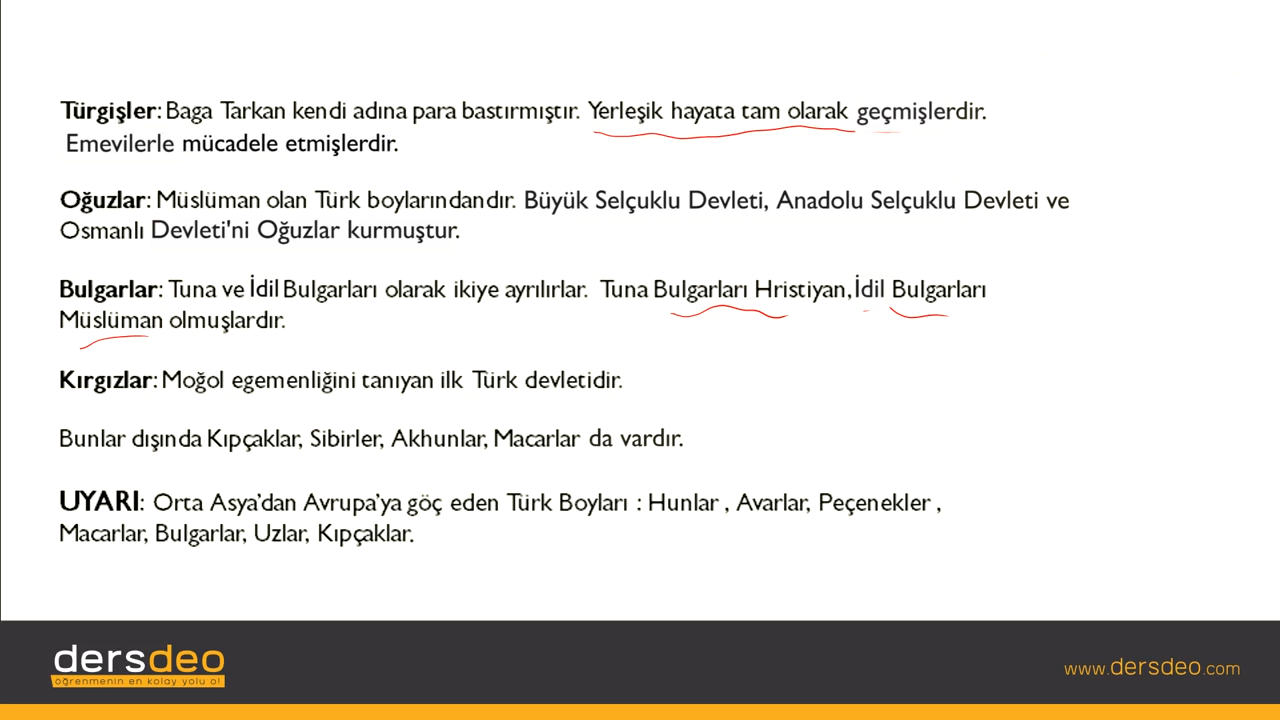 Türgişler: Baga Tarkan kendi adına para bastırmıştır. Yerleşik hayata tam olarak geçmişlerdir.
Emevilerle mücadele etmişlerdir.
Oğuzlar: Müslüman olan Türk boylarındandır. Büyük Selçuklu Devleti, Anadolu Selçuklu Devleti ve
Osmanlı Devleti'ni Oğuzlar kurmuştur.
Bulgarlar: Tuna ve İdil Bulgarları olarak ikiye ayrılırlar. Tuna Bulgarları Hristiyan, İdil Bulgarları
Müslüman olmuşlardır.
Kırgızlar: Moğol egemenliğini tanıyan ilk Türk devletidir.
Bunlar dışında Kıpçaklar, Sibirler, Akhunlar, Macarlar da vardır.
UYARI: Orta Asya’dan Avrupa’ya göç eden Türk Boyları : Hunlar , Avarlar, Peçenekler ,
Macarlar, Bulgarlar, Uzlar, Kıpçaklar.
dersdeo
öğrenmenin en kolay yolu o!
www.dersdeo.com